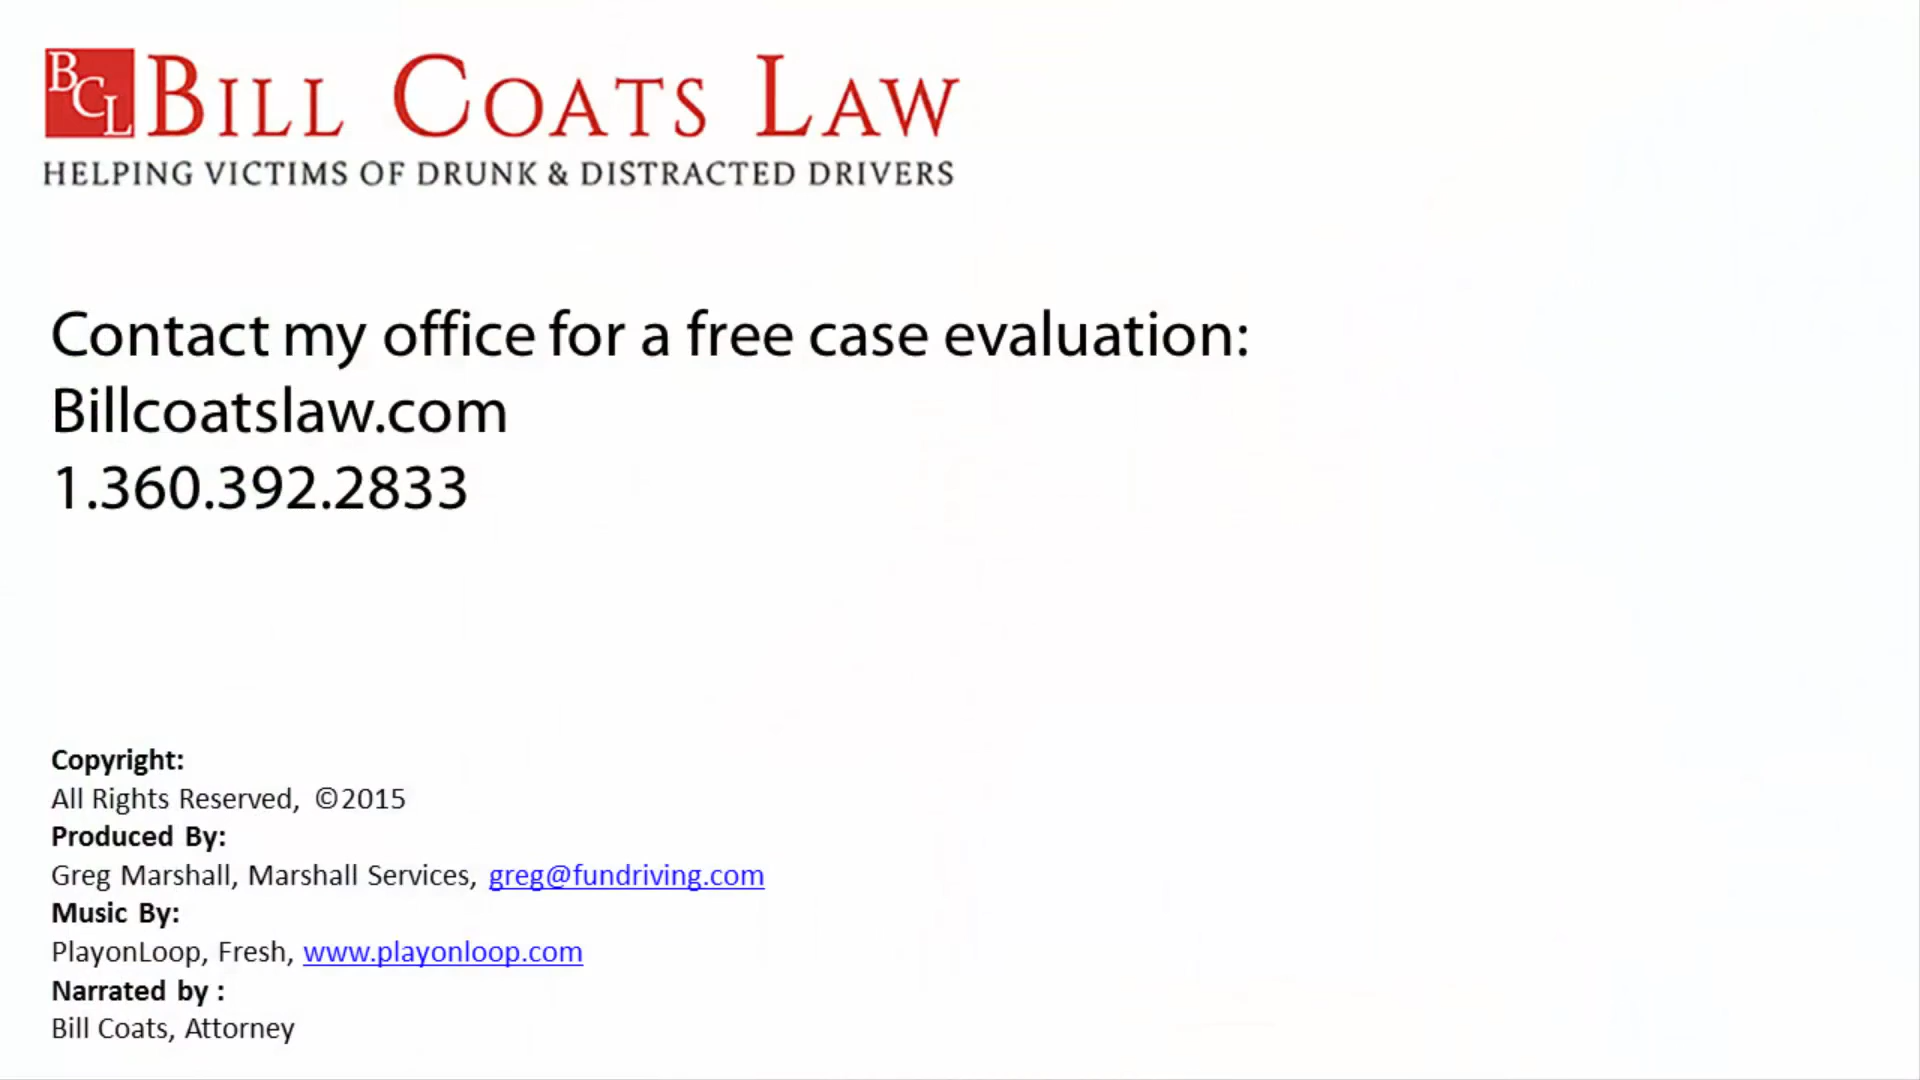 BCL BILL COATS LAW
HELPING VICTIMS OF DRUNK & DISTRACTED DRIVERS
Contact my office for a free case evaluation:
Billcoatslaw.com
1.360.392.2833
Copyright:
All Rights Reserved, ©2015
Produced By:
Greg Marshall, Marshall Services, greg@fundriving.com
Music By:
PlayonLoop, Fresh, www.playonloop.com
Narrated by :
Bill Coats, Attorney